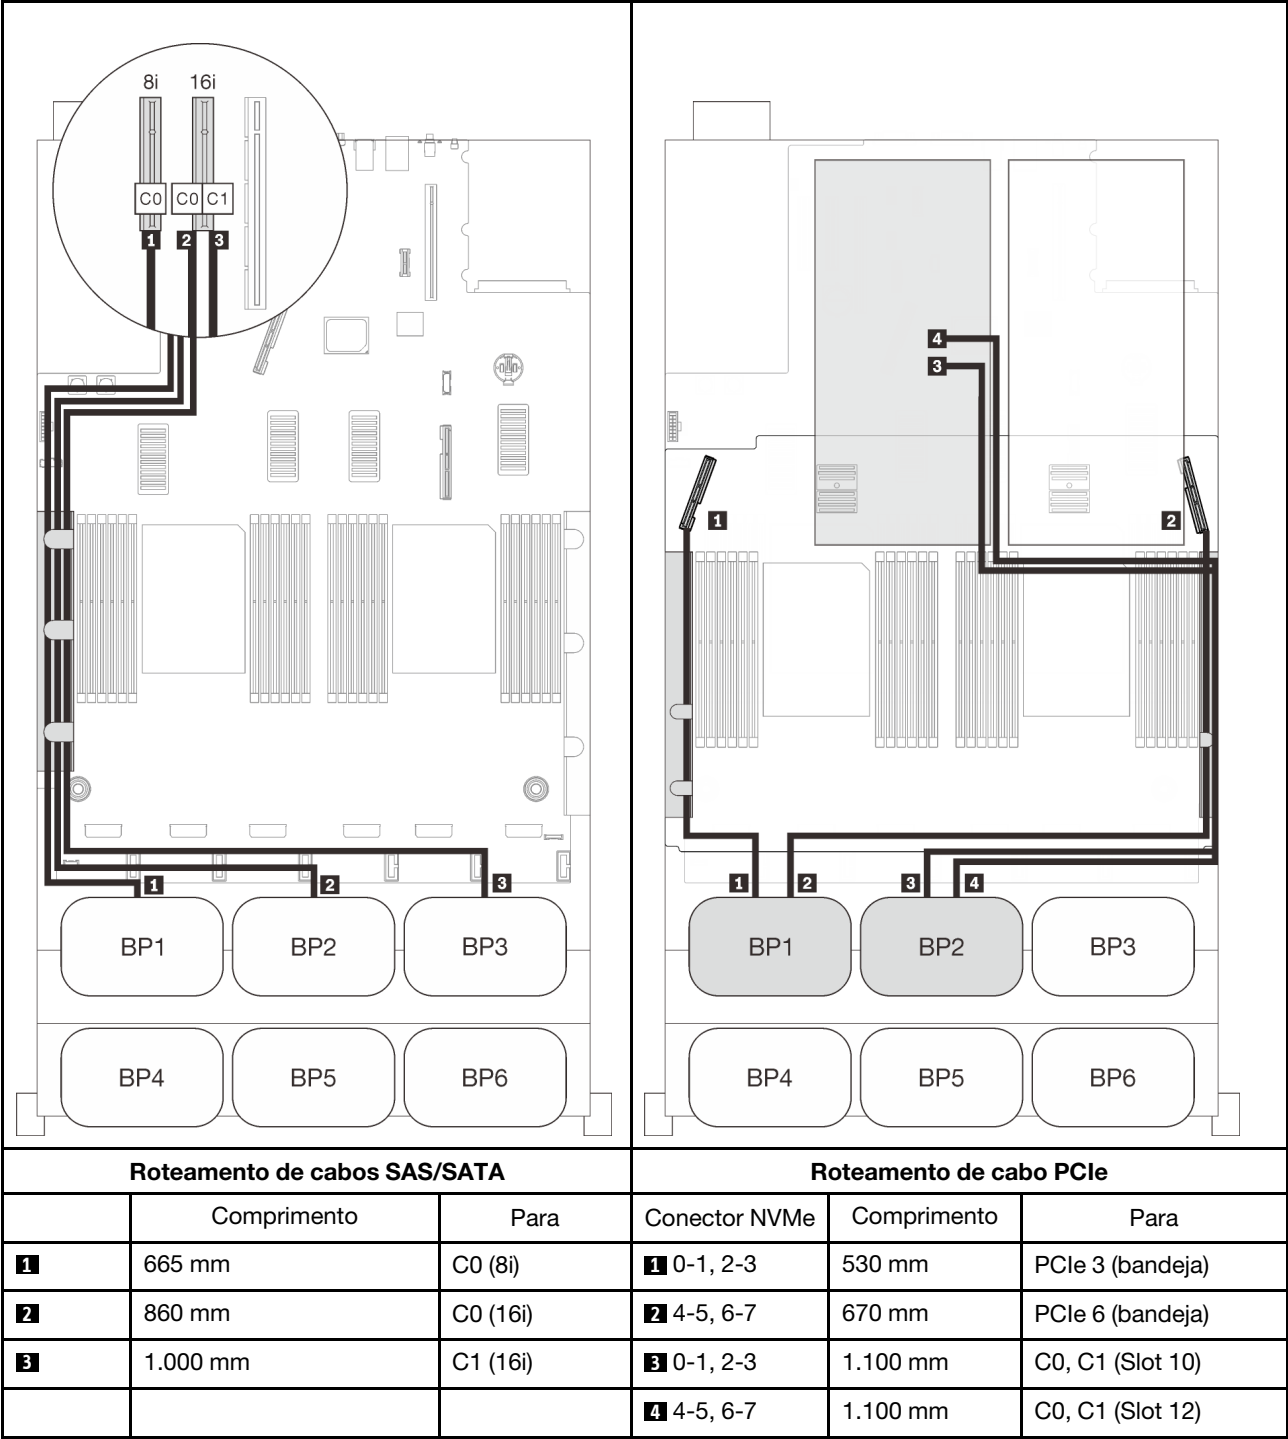 8i 16i
C0 C0 C1
1 2 3
4
3
1 2
1 2 3
1 2 3 4
BP1 BP2 BP3
BP1 BP2 BP3
BP4 BP5 BP6
BP4 BP5 BP6
Roteamento de cabos SAS/SATA
Roteamento de cabo PCIe
Comprimento Para
Conector NVMe Comprimento Para
1 665 mm C0 (8i)
1 0-1, 2-3 530 mm PCIe 3 (bandeja)
2 860 mm C0 (16i)
2 4-5, 6-7 670 mm PCIe 6 (bandeja)
3 1.000 mm C1 (16i)
3 0-1, 2-3 1.100 mm C0, C1 (Slot 10)
4 4-5, 6-7 1.100 mm C0, C1 (Slot 12)